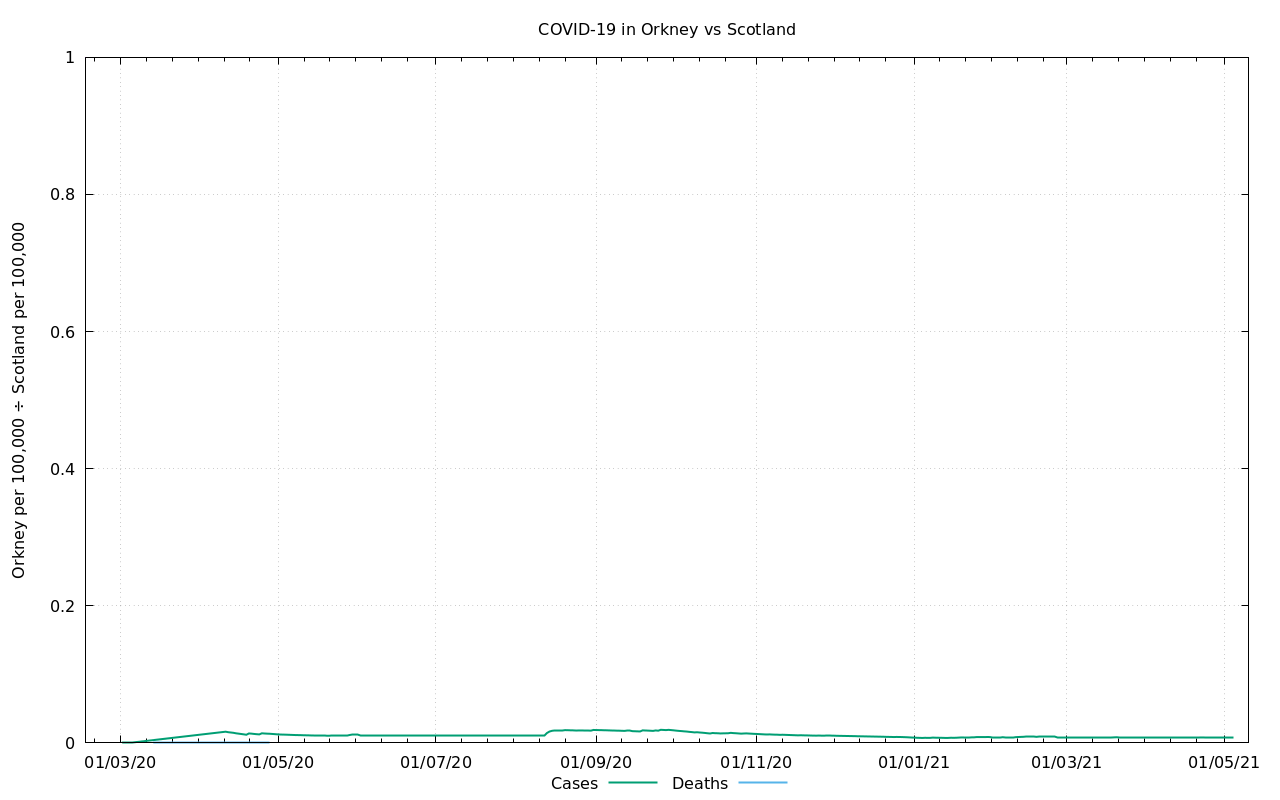 COVID-19 in Orkney vs Scotland
Orkney per 100,000 ÷ Scotland per 100,000
1
0.8
0.6
0.4
0.2
0
01/03/20 01/05/20 01/07/20 01/09/20 01/11/20 01/01/21 01/03/21 01/05/21
Cases Deaths